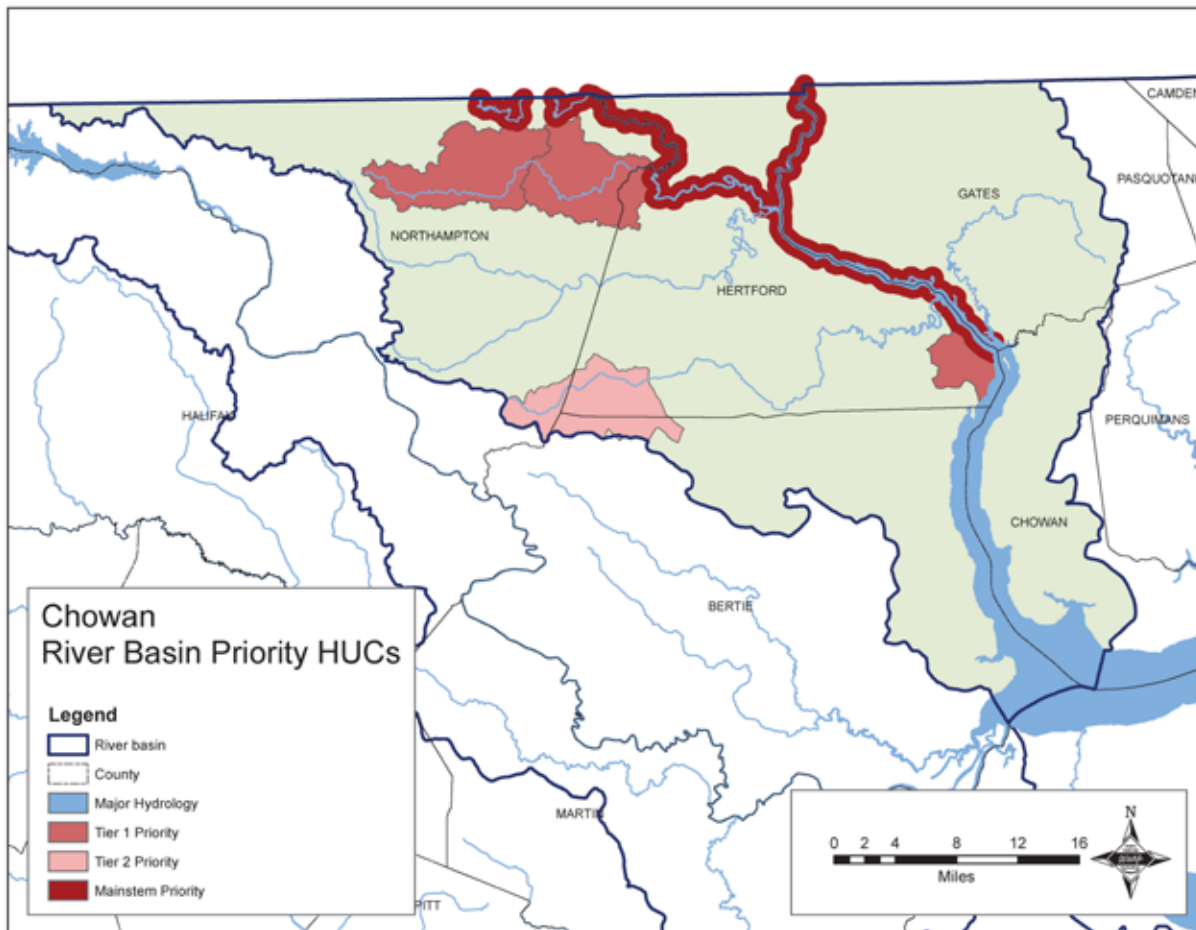 CAMDEN
PASQUOTANK
GATES
NORTHAMPTON
HERTFORD
HALIFAX
PERQUIMANS
CHOWAN
BERTIE
MARTIN
PITT
Chowan
River Basin Priority HUCs
Legend
River basin
County
Major Hydrology
Tier 1 Priority
Tier 2 Priority
Mainstem Priority
N
0 2 4 8 12 16
Miles